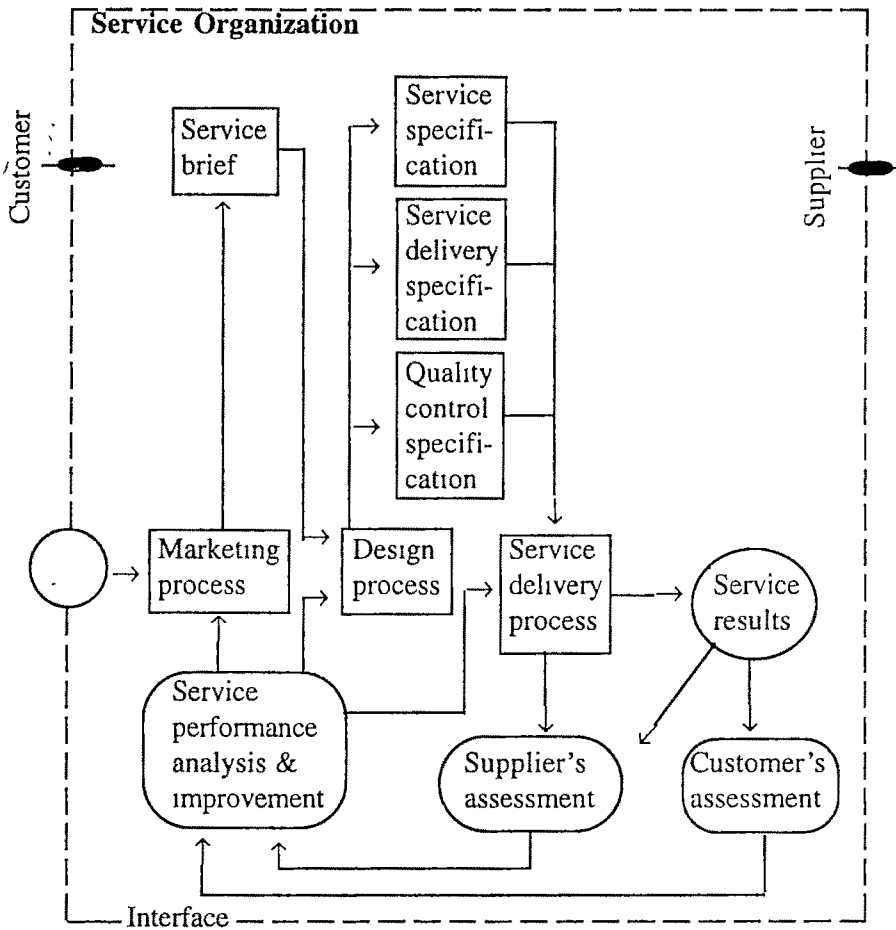 Service Organization
Customer
Supplier
Service
brief
Service
specifi-
cation
Service
delivery
specifi-
cation
Quality
control
specifi-
cation
Marketing
process
Design
process
Service
delivery
process
Service
results
Service
performance
analysis &
improvement
Supplier's
assessment
Customer's
assessment
Interface